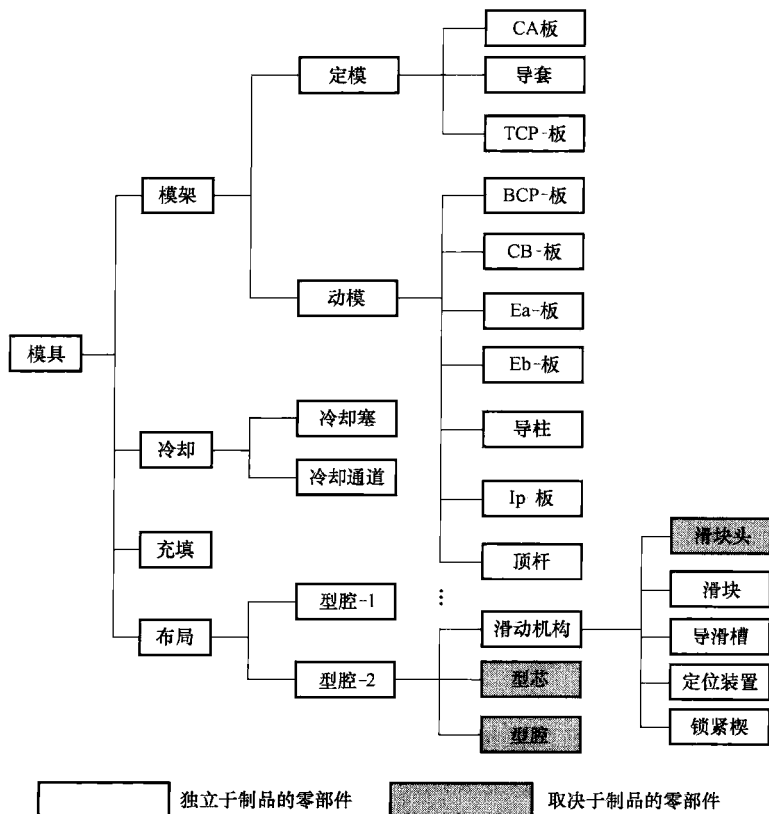 CA板
定模
导套
TCP-板
模架
BCP-板
CB-板
动模
Ea-板
模具
Eb-板
冷却塞
导柱
冷却
冷却通道
Ip 板
滑块头
充填
顶杆
型腔-1
⋮
滑块
布局
滑动机构
导滑槽
型腔-2
型芯
定位装置
型腔
锁紧楔
独立于制品的零部件
取决于制品的零部件